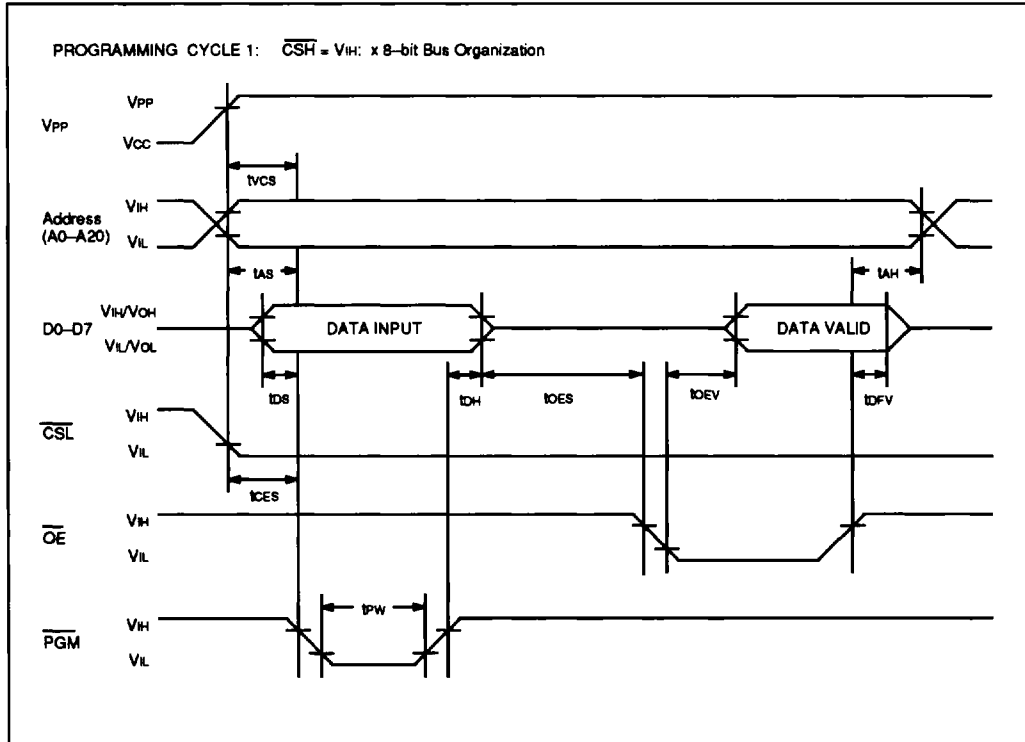 PROGRAMMING CYCLE 1: CSH = VIH: x 8-bit Bus Organization
VPP
VPP
VCC
tVCS
Address
(A0–A20)
VIH
VIL
tAS
tAH
D0–D7
VIH/VOH
VIL/VOL
DATA INPUT
DATA VALID
tDS
tDH
tOES
tOEV
tDFV
CSL
VIH
VIL
tCES
OE
VIH
VIL
tPW
PGM
VIH
VIL